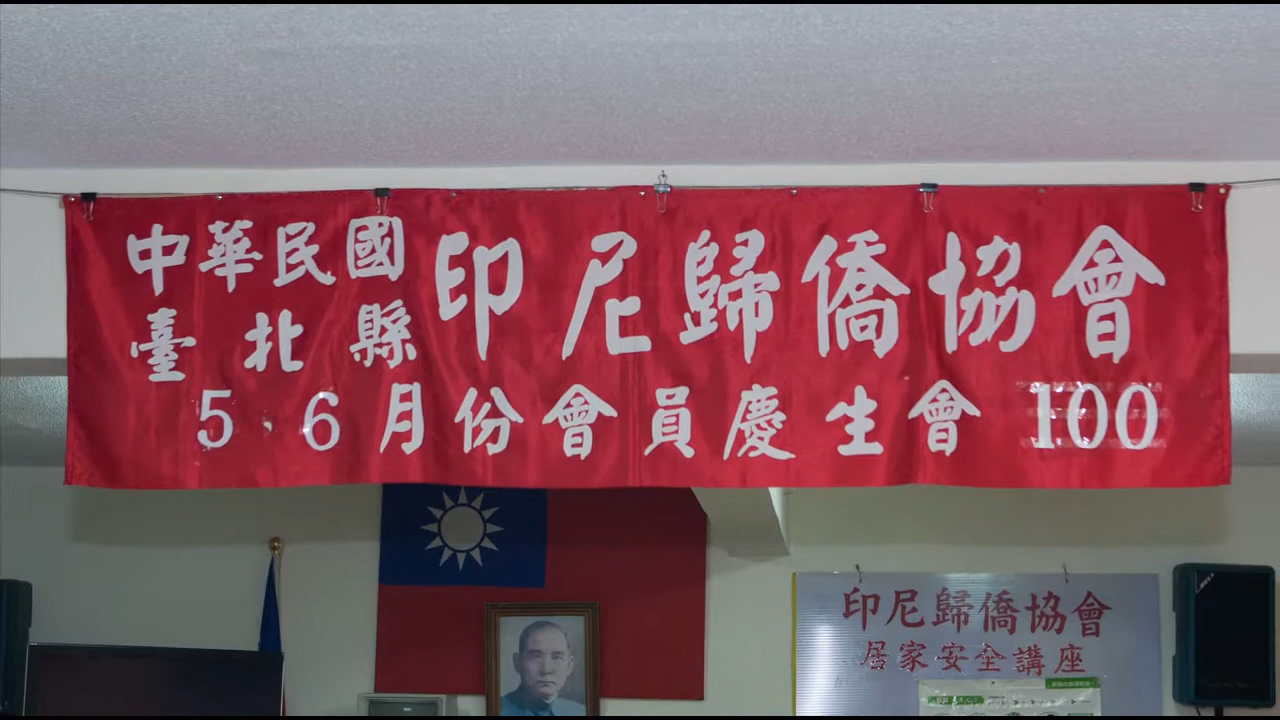 中華民國
臺北縣
印尼歸僑協會
5、6月份會員慶生會 100
印尼歸僑協會
居家安全講座